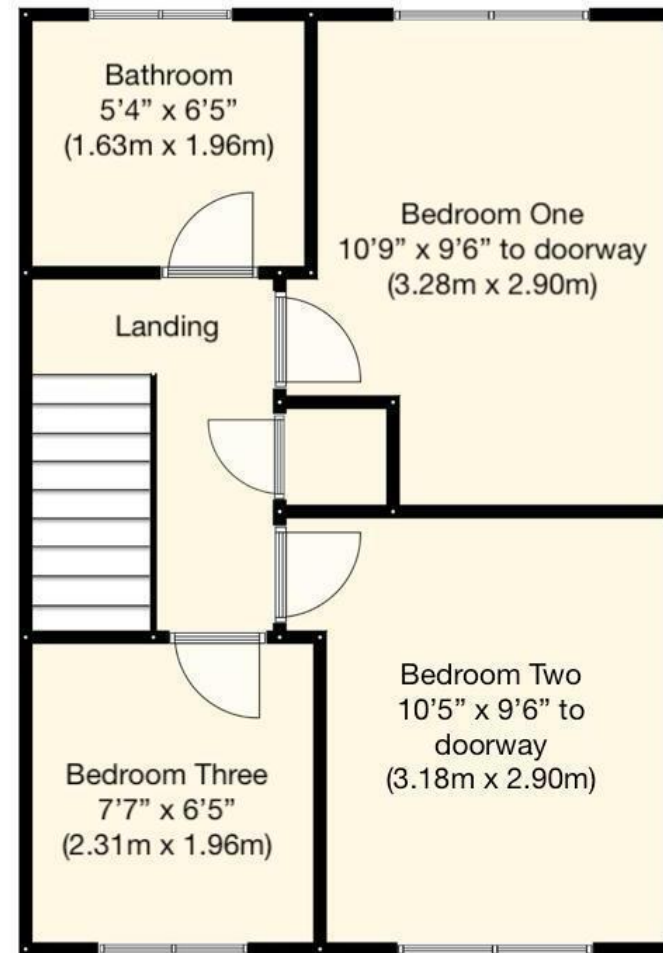 Bathroom
5’4” x 6’5”
(1.63m x 1.96m)
Bedroom One
10’9” x 9’6” to doorway
(3.28m x 2.90m)
Landing
Bedroom Two
10’5” x 9’6” to
doorway
(3.18m x 2.90m)
Bedroom Three
7’7” x 6’5”
(2.31m x 1.96m)